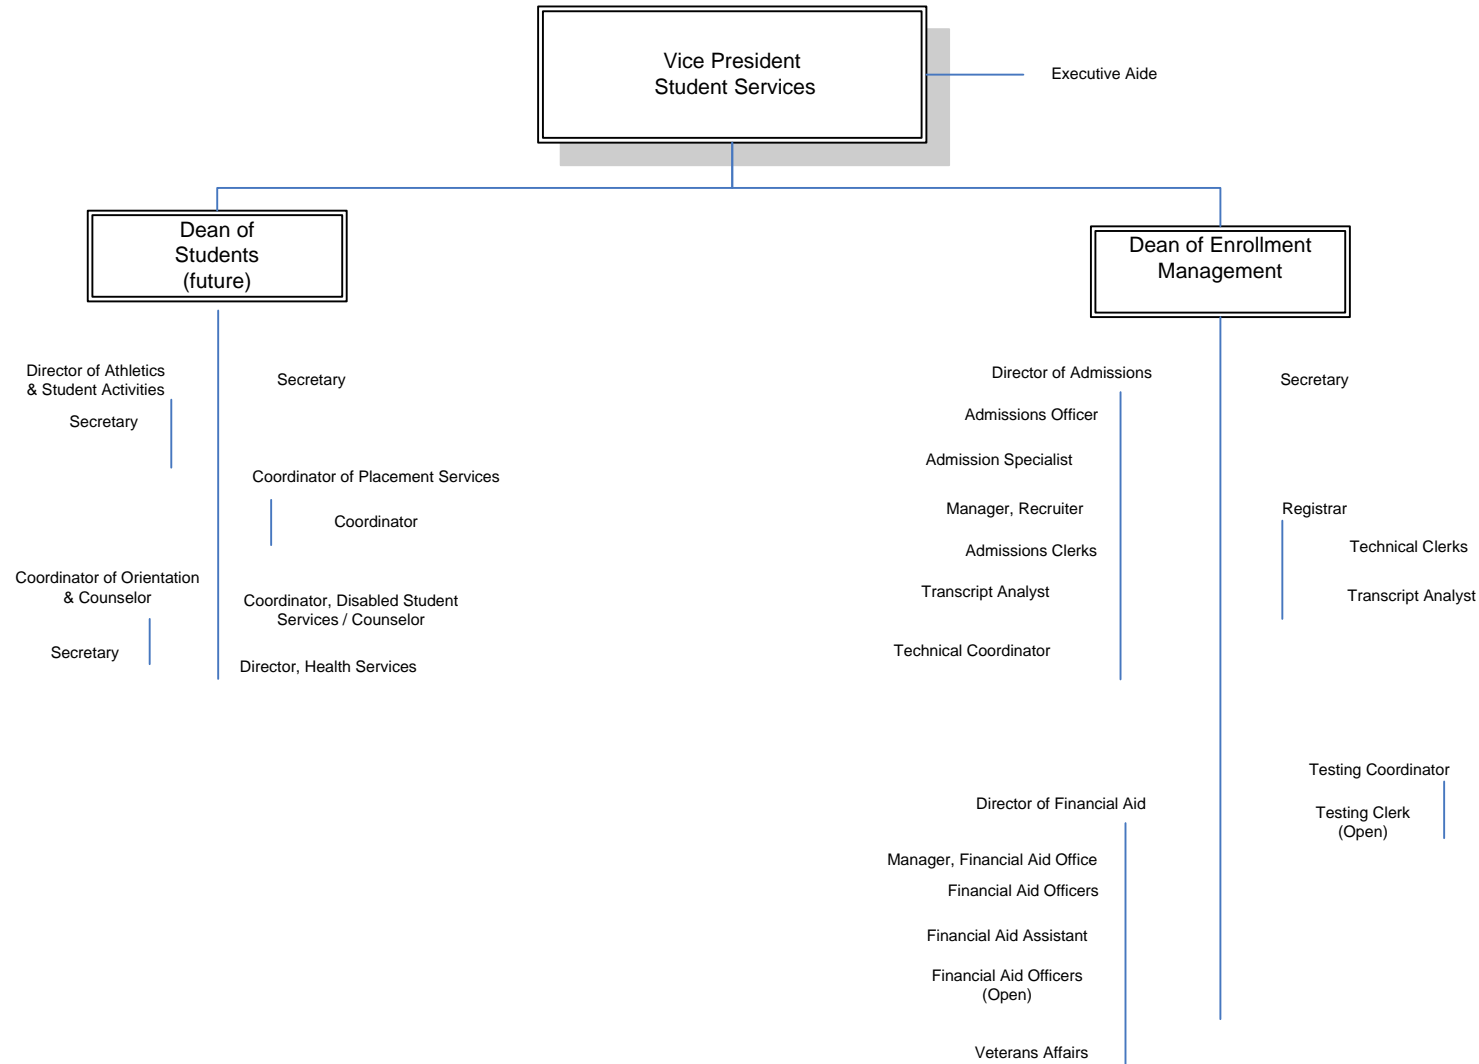 Vice President
Student Services
Executive Aide
Dean of
Students
(future)
Dean of Enrollment
Management
Director of Athletics
& Student Activities
Secretary
Secretary
Coordinator of Placement Services
Coordinator
Coordinator of Orientation
& Counselor
Secretary
Coordinator, Disabled Student
Services / Counselor
Director, Health Services
Director of Admissions
Admissions Officer
Admission Specialist
Manager, Recruiter
Admissions Clerks
Transcript Analyst
Technical Coordinator
Secretary
Registrar
Technical Clerks
Transcript Analyst
Testing Coordinator
Testing Clerk
(Open)
Director of Financial Aid
Manager, Financial Aid Office
Financial Aid Officers
Financial Aid Assistant
Financial Aid Officers
(Open)
Veterans Affairs